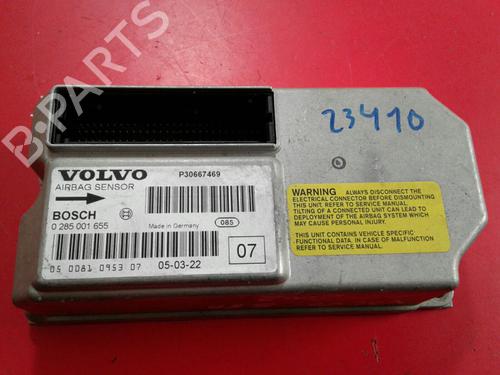 B-PARTS
23410
VOLVO
AIRBAG SENSOR
P30667469
BOSCH
0 285 001 655
Made in Germany
085
07
05 0081 0953 07
05-03-22
WARNING ALWAYS DISCONNECT THE
ELECTRICAL CONNECTOR BEFORE DISMOUNTING
THIS UNIT. REFER TO SERVICE MANUAL.
TILTING OF A CONNECTED UNIT CAN LEAD TO
DEPLOYMENT OF THE AIRBAG SYSTEM WHICH
MAY CAUSE PERSONAL INJURY.
THIS UNIT CONTAINS VEHICLE SPECIFIC
FUNCTIONAL DATA. IN CASE OF MALFUNCTION
REFER TO SERVICE MANUAL.